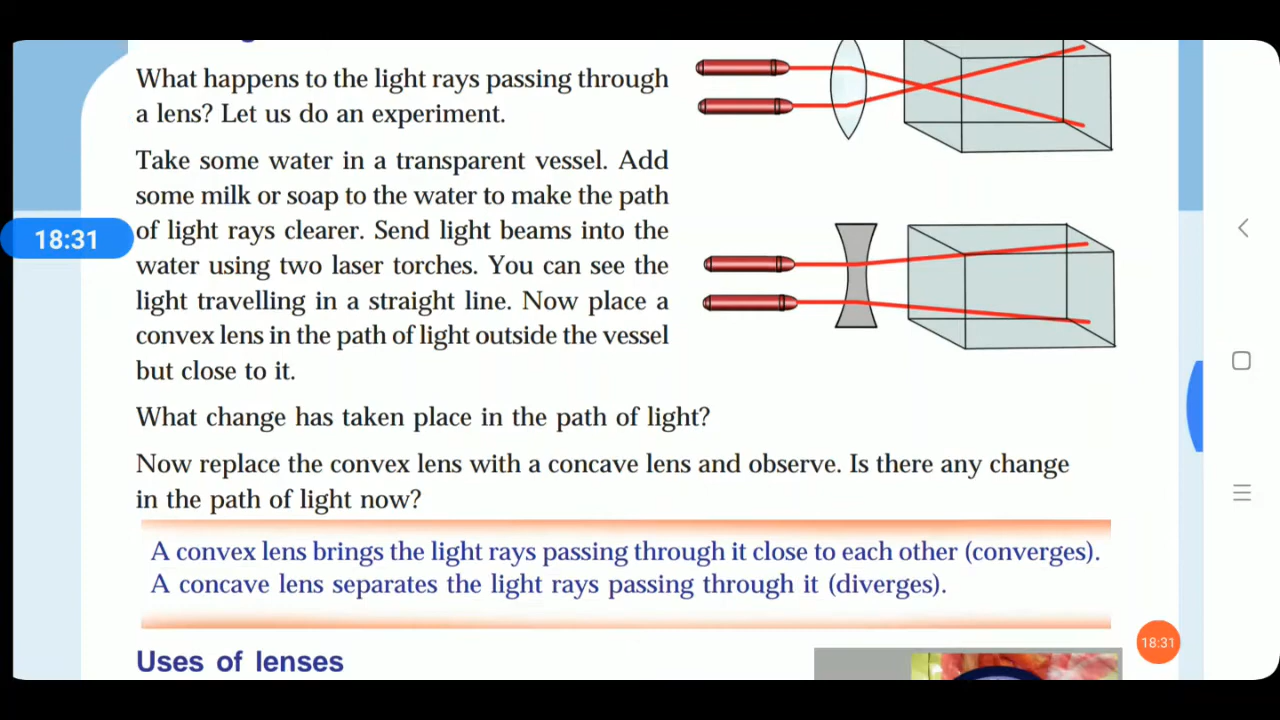 What happens to the light rays passing through
a lens? Let us do an experiment.
Take some water in a transparent vessel. Add
some milk or soap to the water to make the path
of light rays clearer. Send light beams into the
water using two laser torches. You can see the
light travelling in a straight line. Now place a
convex lens in the path of light outside the vessel
but close to it.
What change has taken place in the path of light?
Now replace the convex lens with a concave lens and observe. Is there any change
in the path of light now?
A convex lens brings the light rays passing through it close to each other (converges).
A concave lens separates the light rays passing through it (diverges).
Uses of lenses
18:31
18:31